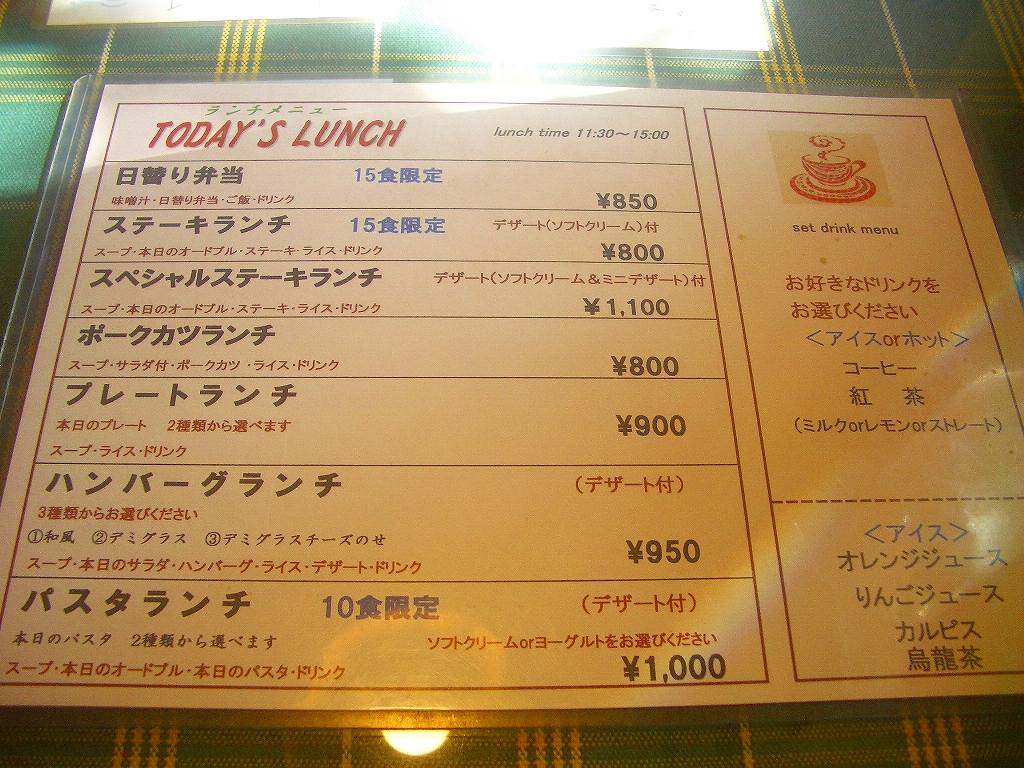 ランチメニュー
TODAY'S LUNCH
lunch time 11:30～15:00
日替り弁当 15食限定
味噌汁・日替り弁当・ご飯・ドリンク ¥850
ステーキランチ 15食限定 デザート(ソフトクリーム)付
スープ・本日のオードブル・ステーキ・ライス・ドリンク ¥800
スペシャルステーキランチ デザート(ソフトクリーム＆ミニデザート)付
スープ・本日のオードブル・ステーキ・ライス・ドリンク ¥1,100
ポークカツランチ
スープ・サラダ付・ポークカツ・ライス・ドリンク ¥800
プレートランチ
本日のプレート 2種類から選べます ¥900
スープ・ライス・ドリンク
ハンバーグランチ (デザート付)
3種類からお選びください
①和風 ②デミグラス ③デミグラスチーズのせ ¥950
スープ・本日のサラダ・ハンバーグ・ライス・デザート・ドリンク
パスタランチ 10食限定 (デザート付)
本日のパスタ 2種類から選べます ソフトクリームorヨーグルトをお選びください
スープ・本日のオードブル・本日のパスタ・ドリンク ¥1,000
set drink menu
お好きなドリンクを
お選びください
＜アイスorホット＞
コーヒー
紅 茶
(ミルクorレモンorストレート)
＜アイス＞
オレンジジュース
りんごジュース
カルピス
烏龍茶